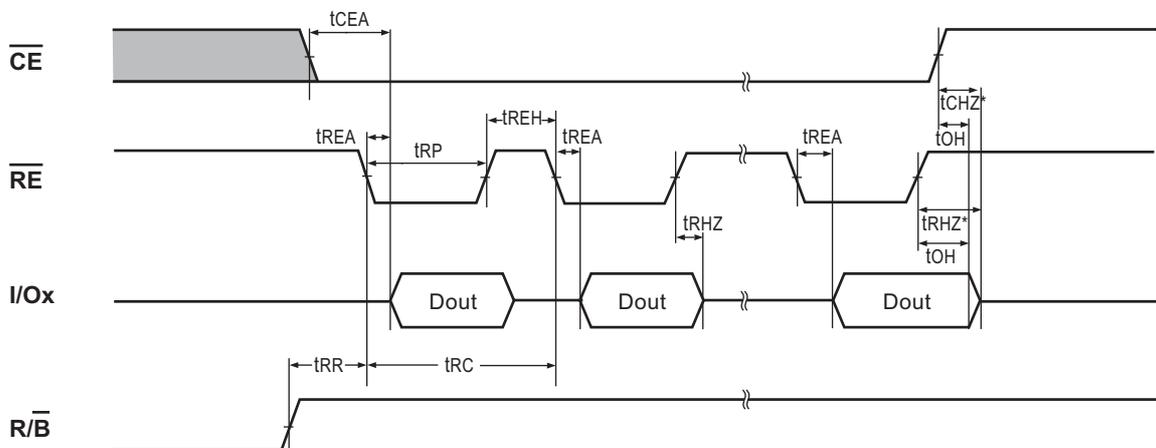 tCEA
CE
tCHZ*
tREH
tREA
tREA
tREA
tOH
tRP
RE
tRHZ
tRHZ*
tOH
I/Ox
Dout
Dout
Dout
tRR
tRC
R/B